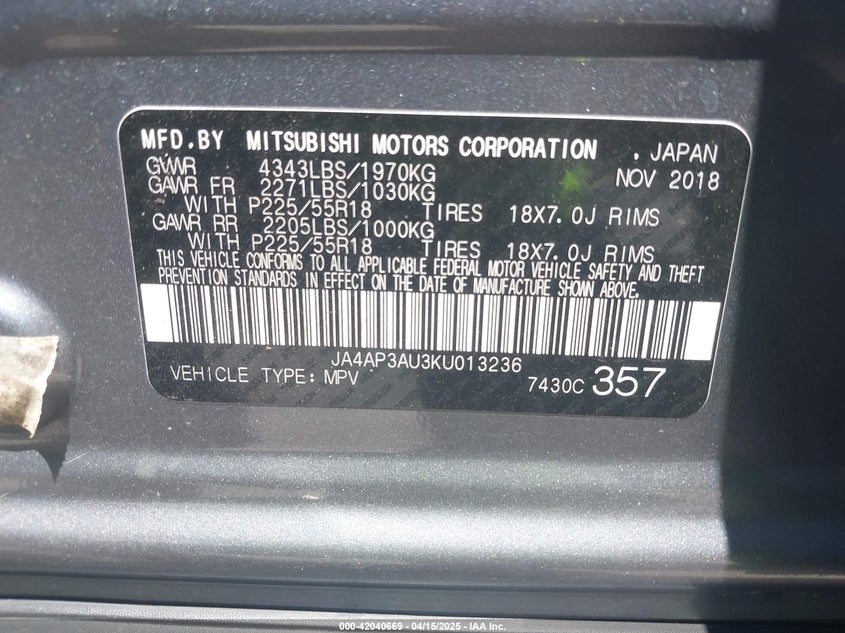 MFD.BY MITSUBISHI MOTORS CORPORATION , JAPAN
GVWR 4343LBS/1970KG NOV 2018
GAWR FR 2271LBS/1030KG
WITH P225/55R18 TIRES 18X7.0J RIMS
GAWR RR 2205LBS/1000KG
WITH P225/55R18 TIRES 18X7.0J RIMS
THIS VEHICLE CONFORMS TO ALL APPLICABLE FEDERAL MOTOR VEHICLE SAFETY AND THEFT
PREVENTION STANDARDS IN EFFECT ON THE DATE OF MANUFACTURE SHOWN ABOVE.
JA4AP3AU3KU013236
VEHICLE TYPE: MPV 7430C 357
000-42040669 - 04/15/2025 - IAA Inc.